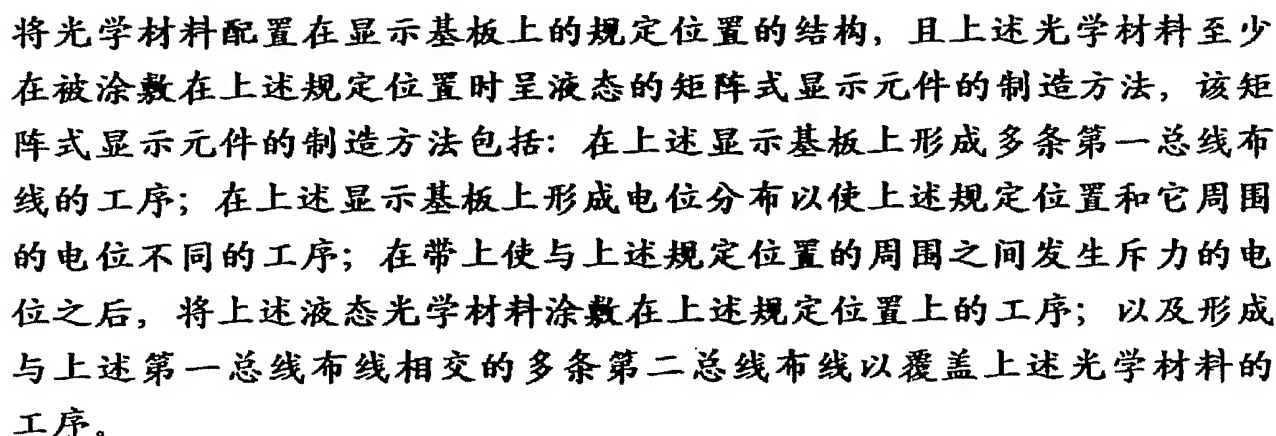 将光学材料配置在显示基板上的规定位置的结构，且上述光学材料至少
在被涂敷在上述规定位置时呈液态的矩阵式显示元件的制造方法，该矩
阵式显示元件的制造方法包括：在上述显示基板上形成多条第一总线布
线的工序；在上述显示基板上形成电位分布以使上述规定位置和它周围
的电位不同的工序；在带上使与上述规定位置的周围之间发生斥力的电
位之后，将上述液态光学材料涂敷在上述规定位置上的工序；以及形成
与上述第一总线布线相交的多条第二总线布线以覆盖上述光学材料的
工序。